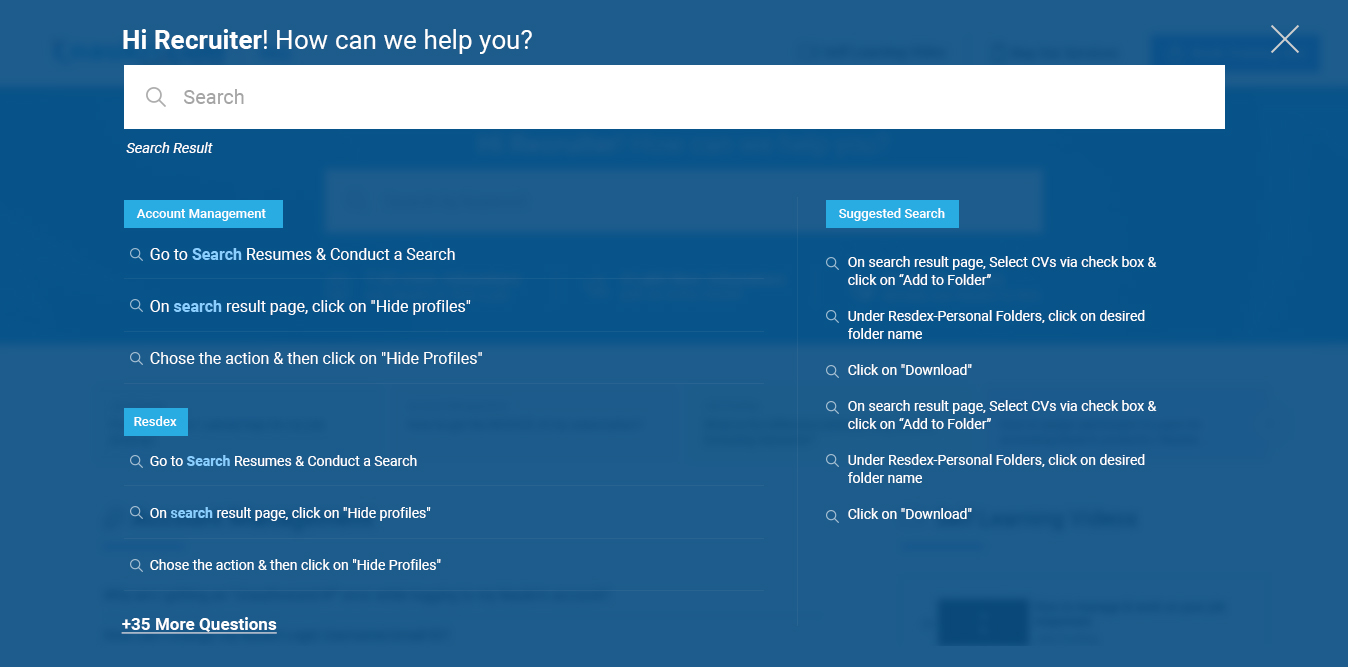 Hi Recruiter! How can we help you?
Search
Search Result
Account Management
Go to Search Resumes & Conduct a Search
On search result page, click on "Hide profiles"
Chose the action & then click on "Hide Profiles"
Resdex
Go to Search Resumes & Conduct a Search
On search result page, click on "Hide profiles"
Chose the action & then click on "Hide Profiles"
+35 More Questions
Suggested Search
On search result page, Select CVs via check box &
click on “Add to Folder”
Under Resdex-Personal Folders, click on desired
folder name
Click on "Download"
On search result page, Select CVs via check box &
click on “Add to Folder”
Under Resdex-Personal Folders, click on desired
folder name
Click on "Download"